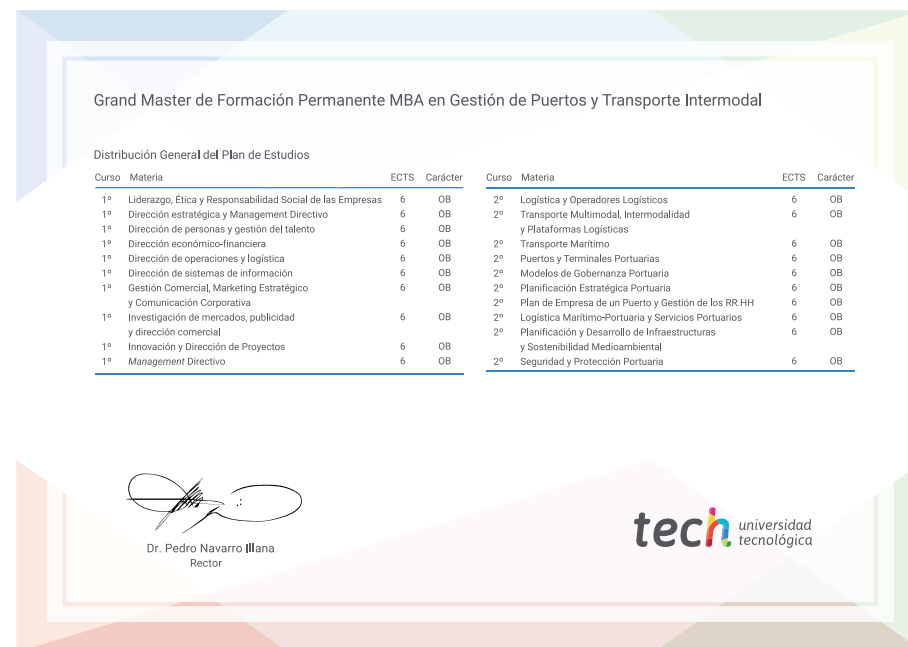 Grand Master de Formación Permanente MBA en Gestión de Puertos y Transporte Intermodal
Distribución General del Plan de Estudios
Curso Materia ECTS Carácter
1º Liderazgo, Ética y Responsabilidad Social de las Empresas 6 OB
1º Dirección estratégica y Management Directivo 6 OB
1º Dirección de personas y gestión del talento 6 OB
1º Dirección económico-financiera 6 OB
1º Dirección de operaciones y logística 6 OB
1º Dirección de sistemas de información 6 OB
1º Gestión Comercial, Marketing Estratégico 6 OB
y Comunicación Corporativa
1º Investigación de mercados, publicidad 6 OB
y dirección comercial
1º Innovación y Dirección de Proyectos 6 OB
1º Management Directivo 6 OB
Curso Materia ECTS Carácter
2º Logística y Operadores Logísticos 6 OB
2º Transporte Multimodal, Intermodalidad 6 OB
y Plataformas Logísticas
2º Transporte Marítimo 6 OB
2º Puertos y Terminales Portuarias 6 OB
2º Modelos de Gobernanza Portuaria 6 OB
2º Planificación Estratégica Portuaria 6 OB
2º Plan de Empresa de un Puerto y Gestión de los RR.HH 6 OB
2º Logística Marítimo-Portuaria y Servicios Portuarios 6 OB
2º Planificación y Desarrollo de Infraestructuras 6 OB
y Sostenibilidad Medioambiental
2º Seguridad y Protección Portuaria 6 OB
Dr. Pedro Navarro Illana
Rector
tech universidad
tecnológica